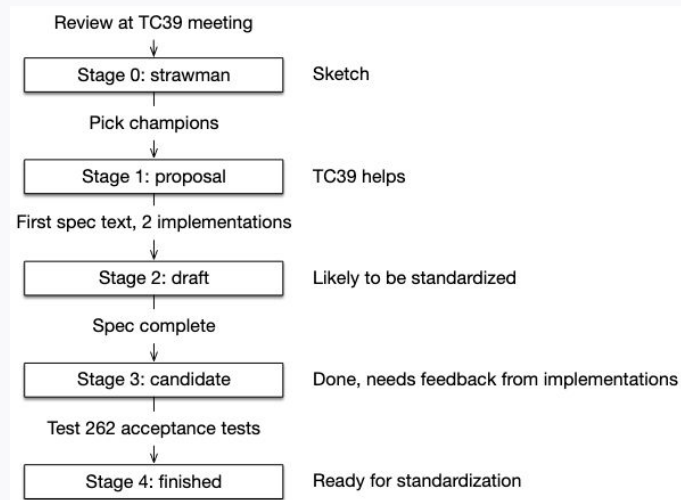 Review at TC39 meeting
Stage 0: strawman
Sketch
Pick champions
Stage 1: proposal
TC39 helps
First spec text, 2 implementations
Stage 2: draft
Likely to be standardized
Spec complete
Stage 3: candidate
Done, needs feedback from implementations
Test 262 acceptance tests
Stage 4: finished
Ready for standardization